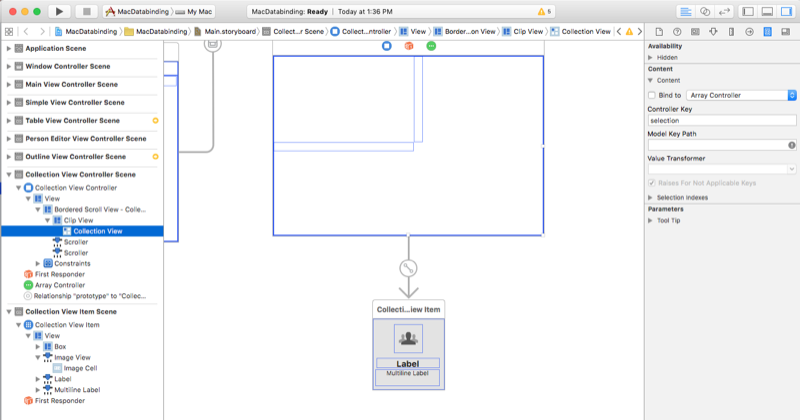 MacDatabinding
My Mac
MacDatabinding: Ready
Today at 1:36 PM
5
MacDatabinding
MacDatabinding
Main.storyboard
Collect...r Scene
Collect...ntroller
View
Border...on View
Clip View
Collection View
Application Scene
Window Controller Scene
Main View Controller Scene
Simple View Controller Scene
Table View Controller Scene
Person Editor View Controller Scene
Outline View Controller Scene
Collection View Controller Scene
Collection View Controller
View
Bordered Scroll View - Colle...
Clip View
Collection View
Scroller
Scroller
Constraints
First Responder
Array Controller
Relationship "prototype" to "Collec...
Collection View Item Scene
Collection View Item
View
Box
Image View
Image Cell
Label
Multiline Label
First Responder
Collecti...iew Item
Label
Multiline Label
Availability
Hidden
Content
Content
Bind to
Array Controller
Controller Key
selection
Model Key Path
Value Transformer
Raises For Not Applicable Keys
Selection Indexes
Parameters
Tool Tip